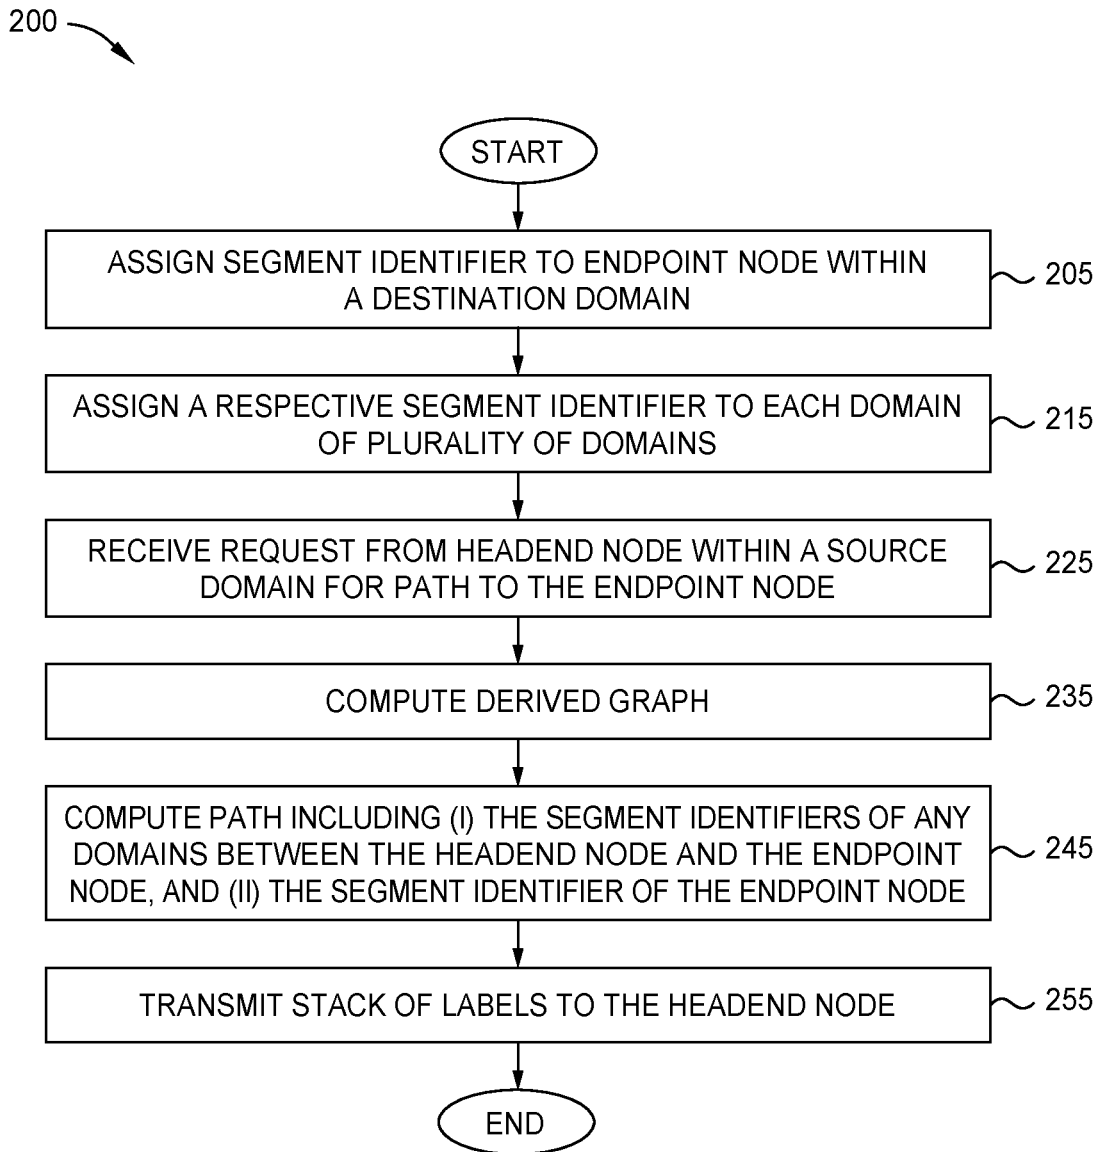 200
START
ASSIGN SEGMENT IDENTIFIER TO ENDPOINT NODE WITHIN
A DESTINATION DOMAIN
205
ASSIGN A RESPECTIVE SEGMENT IDENTIFIER TO EACH DOMAIN
OF PLURALITY OF DOMAINS
215
RECEIVE REQUEST FROM HEADEND NODE WITHIN A SOURCE
DOMAIN FOR PATH TO THE ENDPOINT NODE
225
COMPUTE DERIVED GRAPH
235
COMPUTE PATH INCLUDING (I) THE SEGMENT IDENTIFIERS OF ANY
DOMAINS BETWEEN THE HEADEND NODE AND THE ENDPOINT
NODE, AND (II) THE SEGMENT IDENTIFIER OF THE ENDPOINT NODE
245
TRANSMIT STACK OF LABELS TO THE HEADEND NODE
255
END